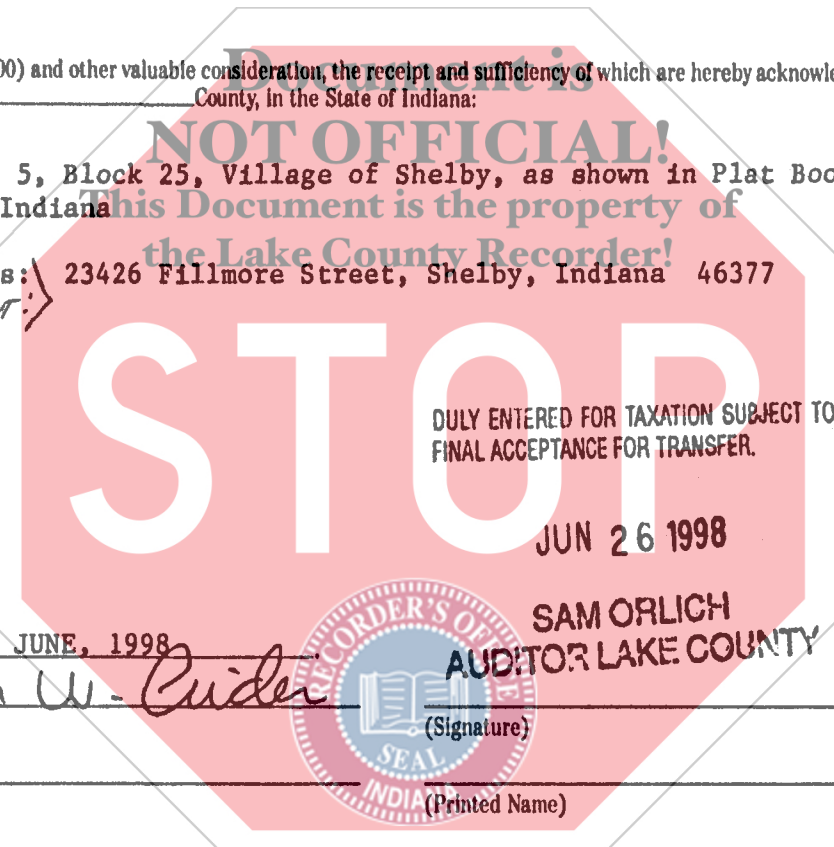 Document is
00) and other valuable consideration, the receipt and sufficiency of which are hereby acknowle
County, in the State of Indiana:
NOT OFFICIAL!
5, Block 25, Village of Shelby, as shown in Plat Boo
Indiana
This Document is the property of
the Lake County Recorder!
s: 23426 Fillmore Street, Shelby, Indiana 46377
STOP
DULY ENTERED FOR TAXATION SUBJECT TO
FINAL ACCEPTANCE FOR TRANSFER.
JUN 26 1998
SAM ORLICH
AUDITOR LAKE COUNTY
JUNE, 1998
W.
(Signature)
(Printed Name)
RECORDER'S OFFICE
SEAL
INDIANA